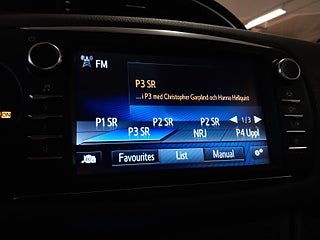 FM
P3 SR
... i P3 med Christopher Garplind och Hanna Hellquist
P1 SR P2 SR P2 SR 1|3
P3 SR NRJ P4 Uppl
Favourites List Manual